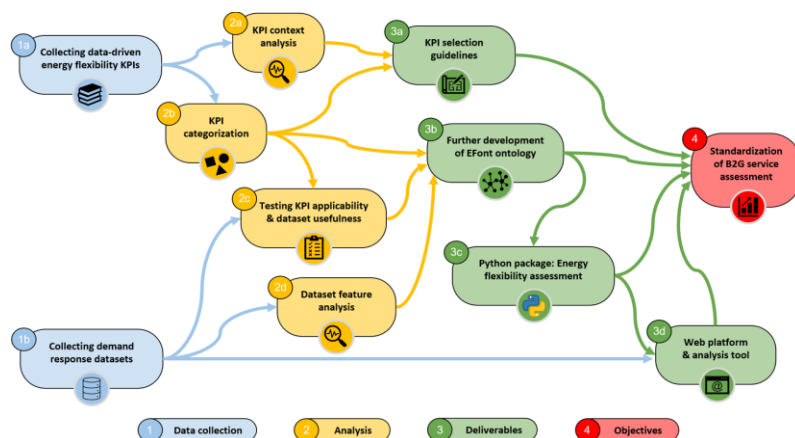 1a
Collecting data-driven
energy flexibility KPIs
2a
KPI context
analysis
3a
KPI selection
guidelines
2b
KPI
categorization
3b
Further development
of EFont ontology
4
Standardization
of B2G service
assessment
2c
Testing KPI applicability
& dataset usefulness
3c
Python package: Energy
flexibility assessment
2d
Dataset feature
analysis
1b
Collecting demand
response datasets
3d
Web platform
& analysis tool
@
1 Data collection
2 Analysis
3 Deliverables
4 Objectives